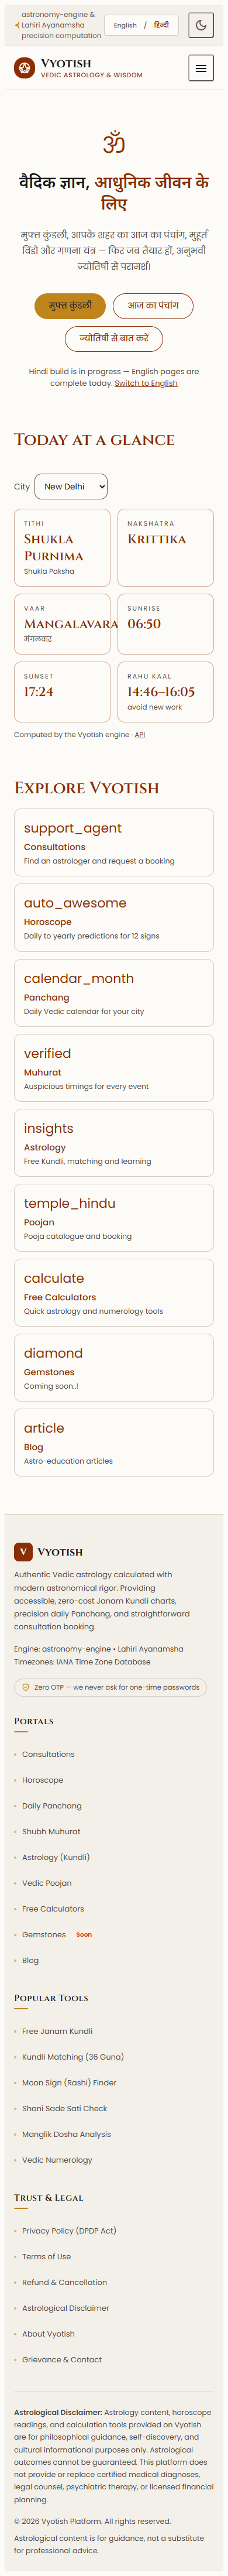 astronomy-engine &
Lahiri Ayanamsha
precision computation
English / हिन्दी
Vyotish
VEDIC ASTROLOGY & WISDOM
ॐ
वैदिक ज्ञान, आधुनिक जीवन के
लिए
मुफ्त कुंडली, आपके शहर का आज का पंचांग, मुहूर्त
विंडो और गणना यंत्र — फिर जब तैयार हों, अनुभवी
ज्योतिषी से परामर्श।
मुफ्त कुंडली
आज का पंचांग
ज्योतिषी से बात करें
Hindi build is in progress — English pages are
complete today. Switch to English
Today at a glance
City New Delhi
TITHI
Shukla
Purnima
Shukla Paksha
NAKSHATRA
Krittika
VAAR
Mangalavara
मंगलवार
SUNRISE
06:50
SUNSET
17:24
RAHU KAAL
14:46–16:05
avoid new work
Computed by the Vyotish engine · API
Explore Vyotish
support_agent
Consultations
Find an astrologer and request a booking
auto_awesome
Horoscope
Daily to yearly predictions for 12 signs
calendar_month
Panchang
Daily Vedic calendar for your city
verified
Muhurat
Auspicious timings for every event
insights
Astrology
Free Kundli, matching and learning
temple_hindu
Poojan
Pooja catalogue and booking
calculate
Free Calculators
Quick astrology and numerology tools
diamond
Gemstones
Coming soon..!
article
Blog
Astro-education articles
V Vyotish
Authentic Vedic astrology calculated with
modern astronomical rigor. Providing
accessible, zero-cost Janam Kundli charts,
precision daily Panchang, and straightforward
consultation booking.
Engine: astronomy-engine • Lahiri Ayanamsha
Timezones: IANA Time Zone Database
Zero OTP — we never ask for one-time passwords
Portals
Consultations
Horoscope
Daily Panchang
Shubh Muhurat
Astrology (Kundli)
Vedic Poojan
Free Calculators
Gemstones Soon
Blog
Popular Tools
Free Janam Kundli
Kundli Matching (36 Guna)
Moon Sign (Rashi) Finder
Shani Sade Sati Check
Manglik Dosha Analysis
Vedic Numerology
Trust & Legal
Privacy Policy (DPDP Act)
Terms of Use
Refund & Cancellation
Astrological Disclaimer
About Vyotish
Grievance & Contact
Astrological Disclaimer: Astrology content, horoscope
readings, and calculation tools provided on Vyotish
are for philosophical guidance, self-discovery, and
cultural informational purposes only. Astrological
outcomes cannot be guaranteed. This platform does
not provide or replace certified medical diagnoses,
legal counsel, psychiatric therapy, or licensed financial
planning.
© 2026 Vyotish Platform. All rights reserved.
Astrological content is for guidance, not a substitute
for professional advice.